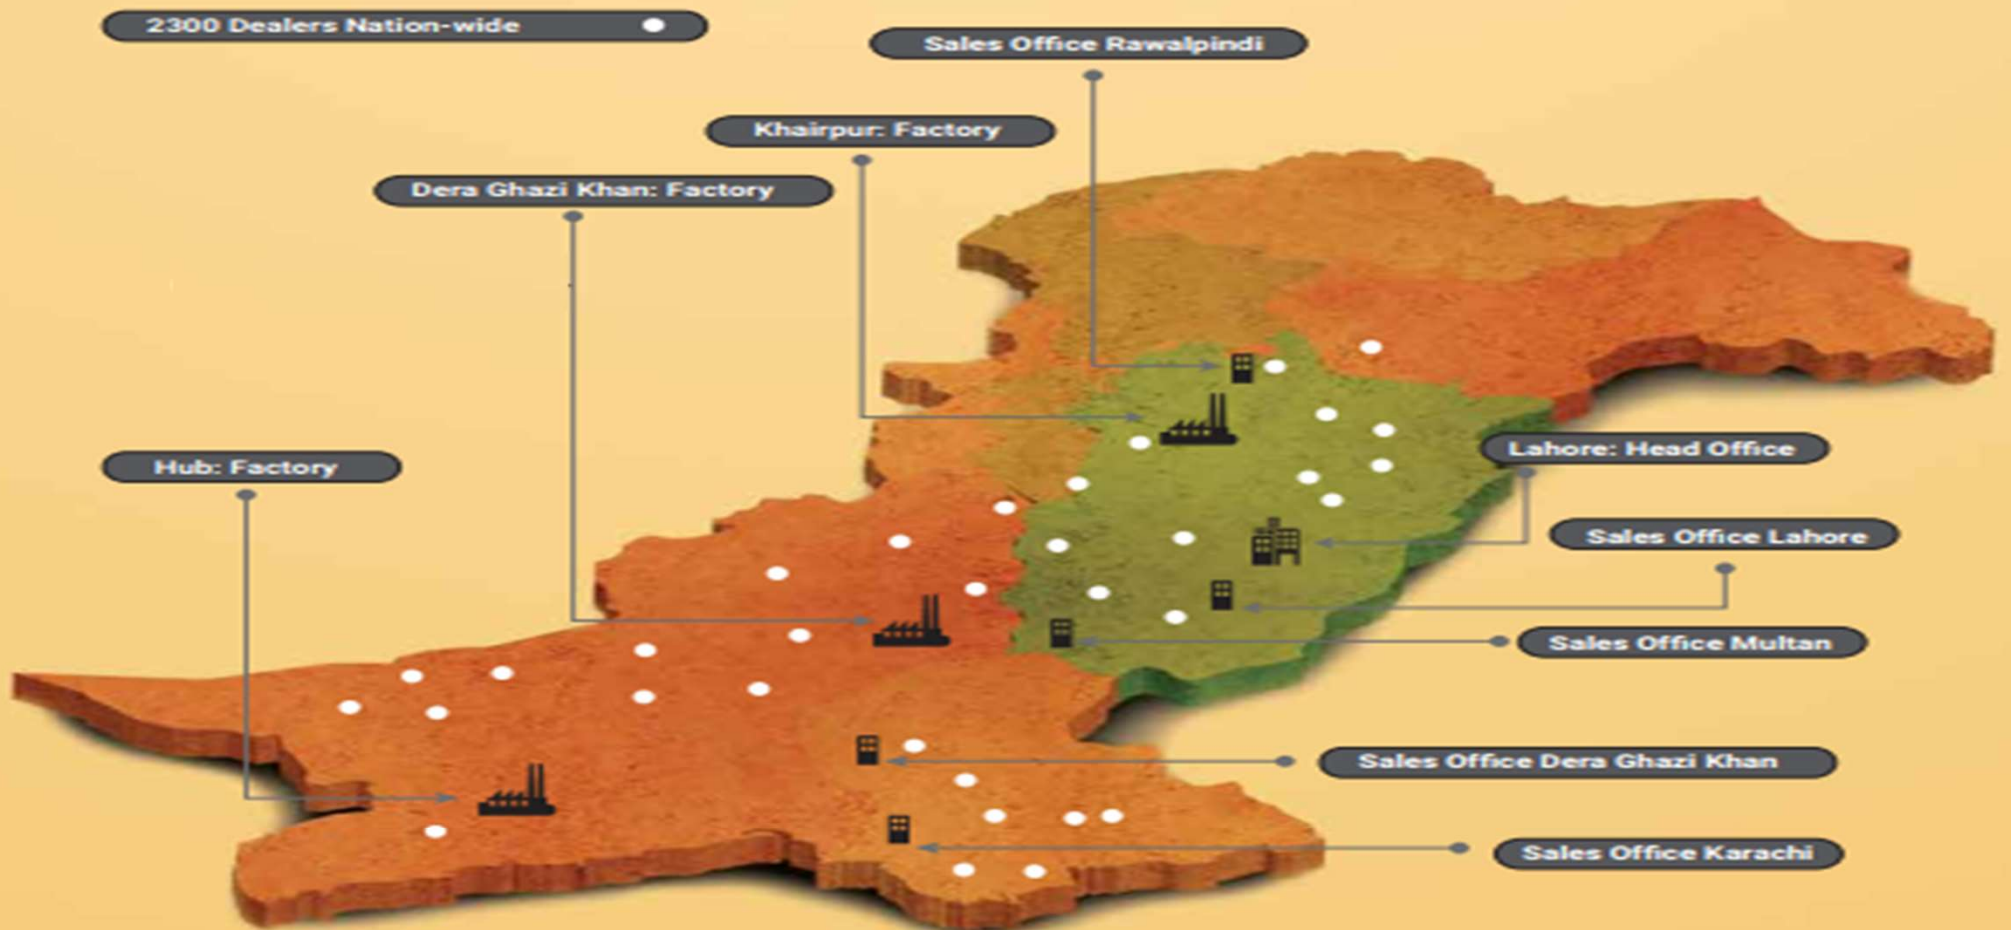 2300 Dealers Nation-wide
Sales Office Rawalpindi
Khairpur: Factory
Dera Ghazi Khan: Factory
Hub: Factory
Lahore: Head Office
Sales Office Lahore
Sales Office Multan
Sales Office Dera Ghazi Khan
Sales Office Karachi